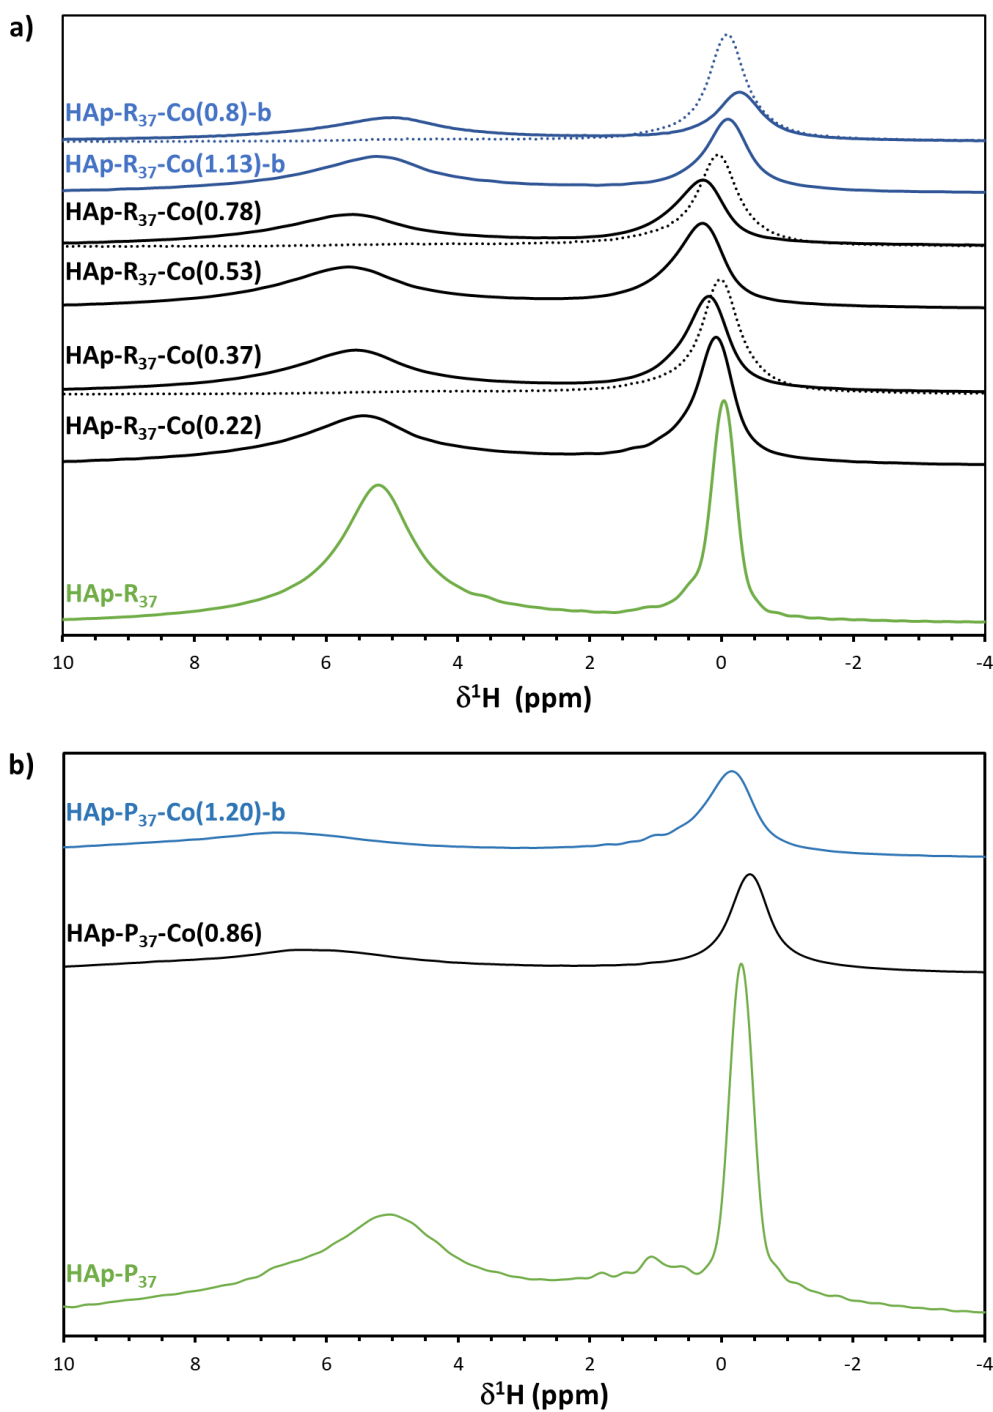 a)
HAp-R₃₇-Co(0.8)-b
HAp-R₃₇-Co(1.13)-b
HAp-R₃₇-Co(0.78)
HAp-R₃₇-Co(0.53)
HAp-R₃₇-Co(0.37)
HAp-R₃₇-Co(0.22)
HAp-R₃₇
10 8 6 4 2 0 -2 -4
δ¹H (ppm)
b)
HAp-P₃₇-Co(1.20)-b
HAp-P₃₇-Co(0.86)
HAp-P₃₇
10 8 6 4 2 0 -2 -4
δ¹H (ppm)